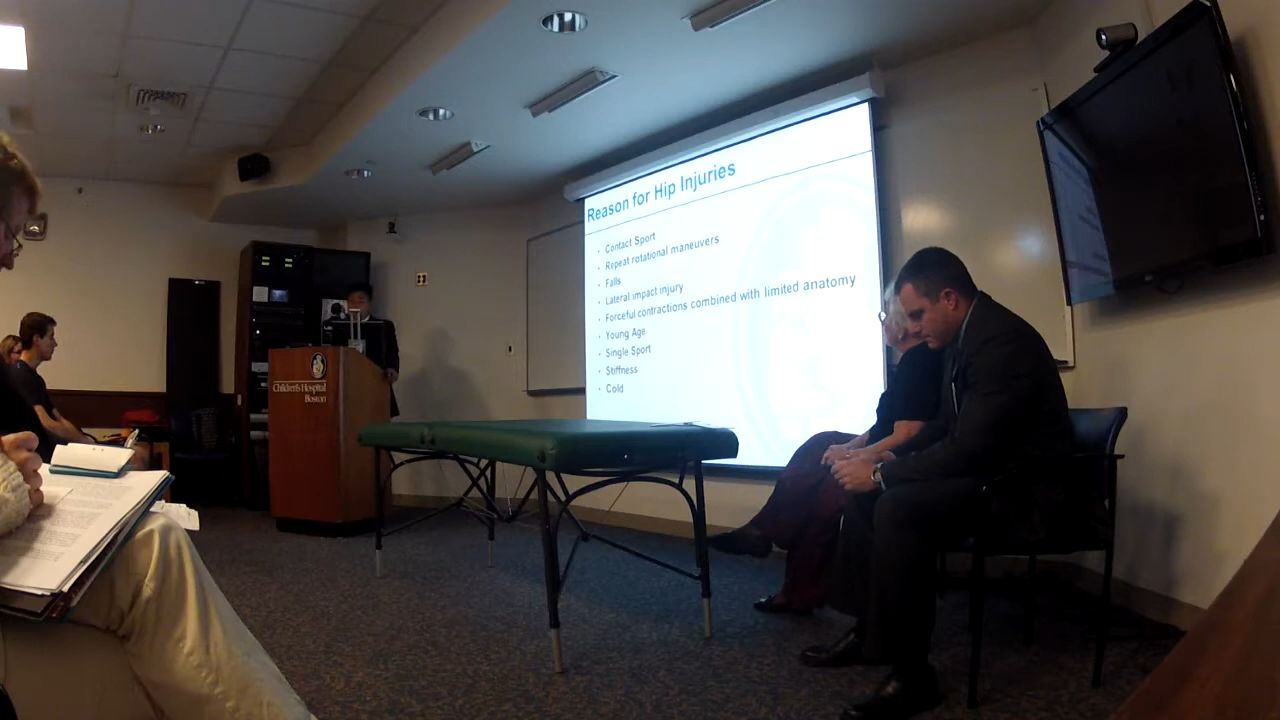 Reason for Hip Injuries
· Contact Sport
· Repeat rotational maneuvers
· Falls
· Lateral impact injury
· Forceful contractions combined with limited anatomy
· Young Age
· Single Sport
· Stiffness
· Cold
Children's Hospital
Boston